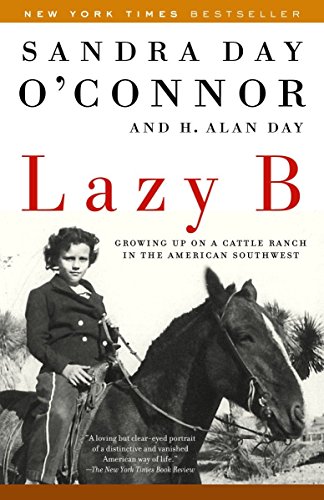 NEW YORK TIMES BESTSELLER
SANDRA DAY
O'CONNOR
AND H. ALAN DAY
Lazy B
GROWING UP ON A CATTLE RANCH
IN THE AMERICAN SOUTHWEST
"A loving but clear-eyed portrait
of a distinctive and vanished
American way of life."
—The New York Times Book Review